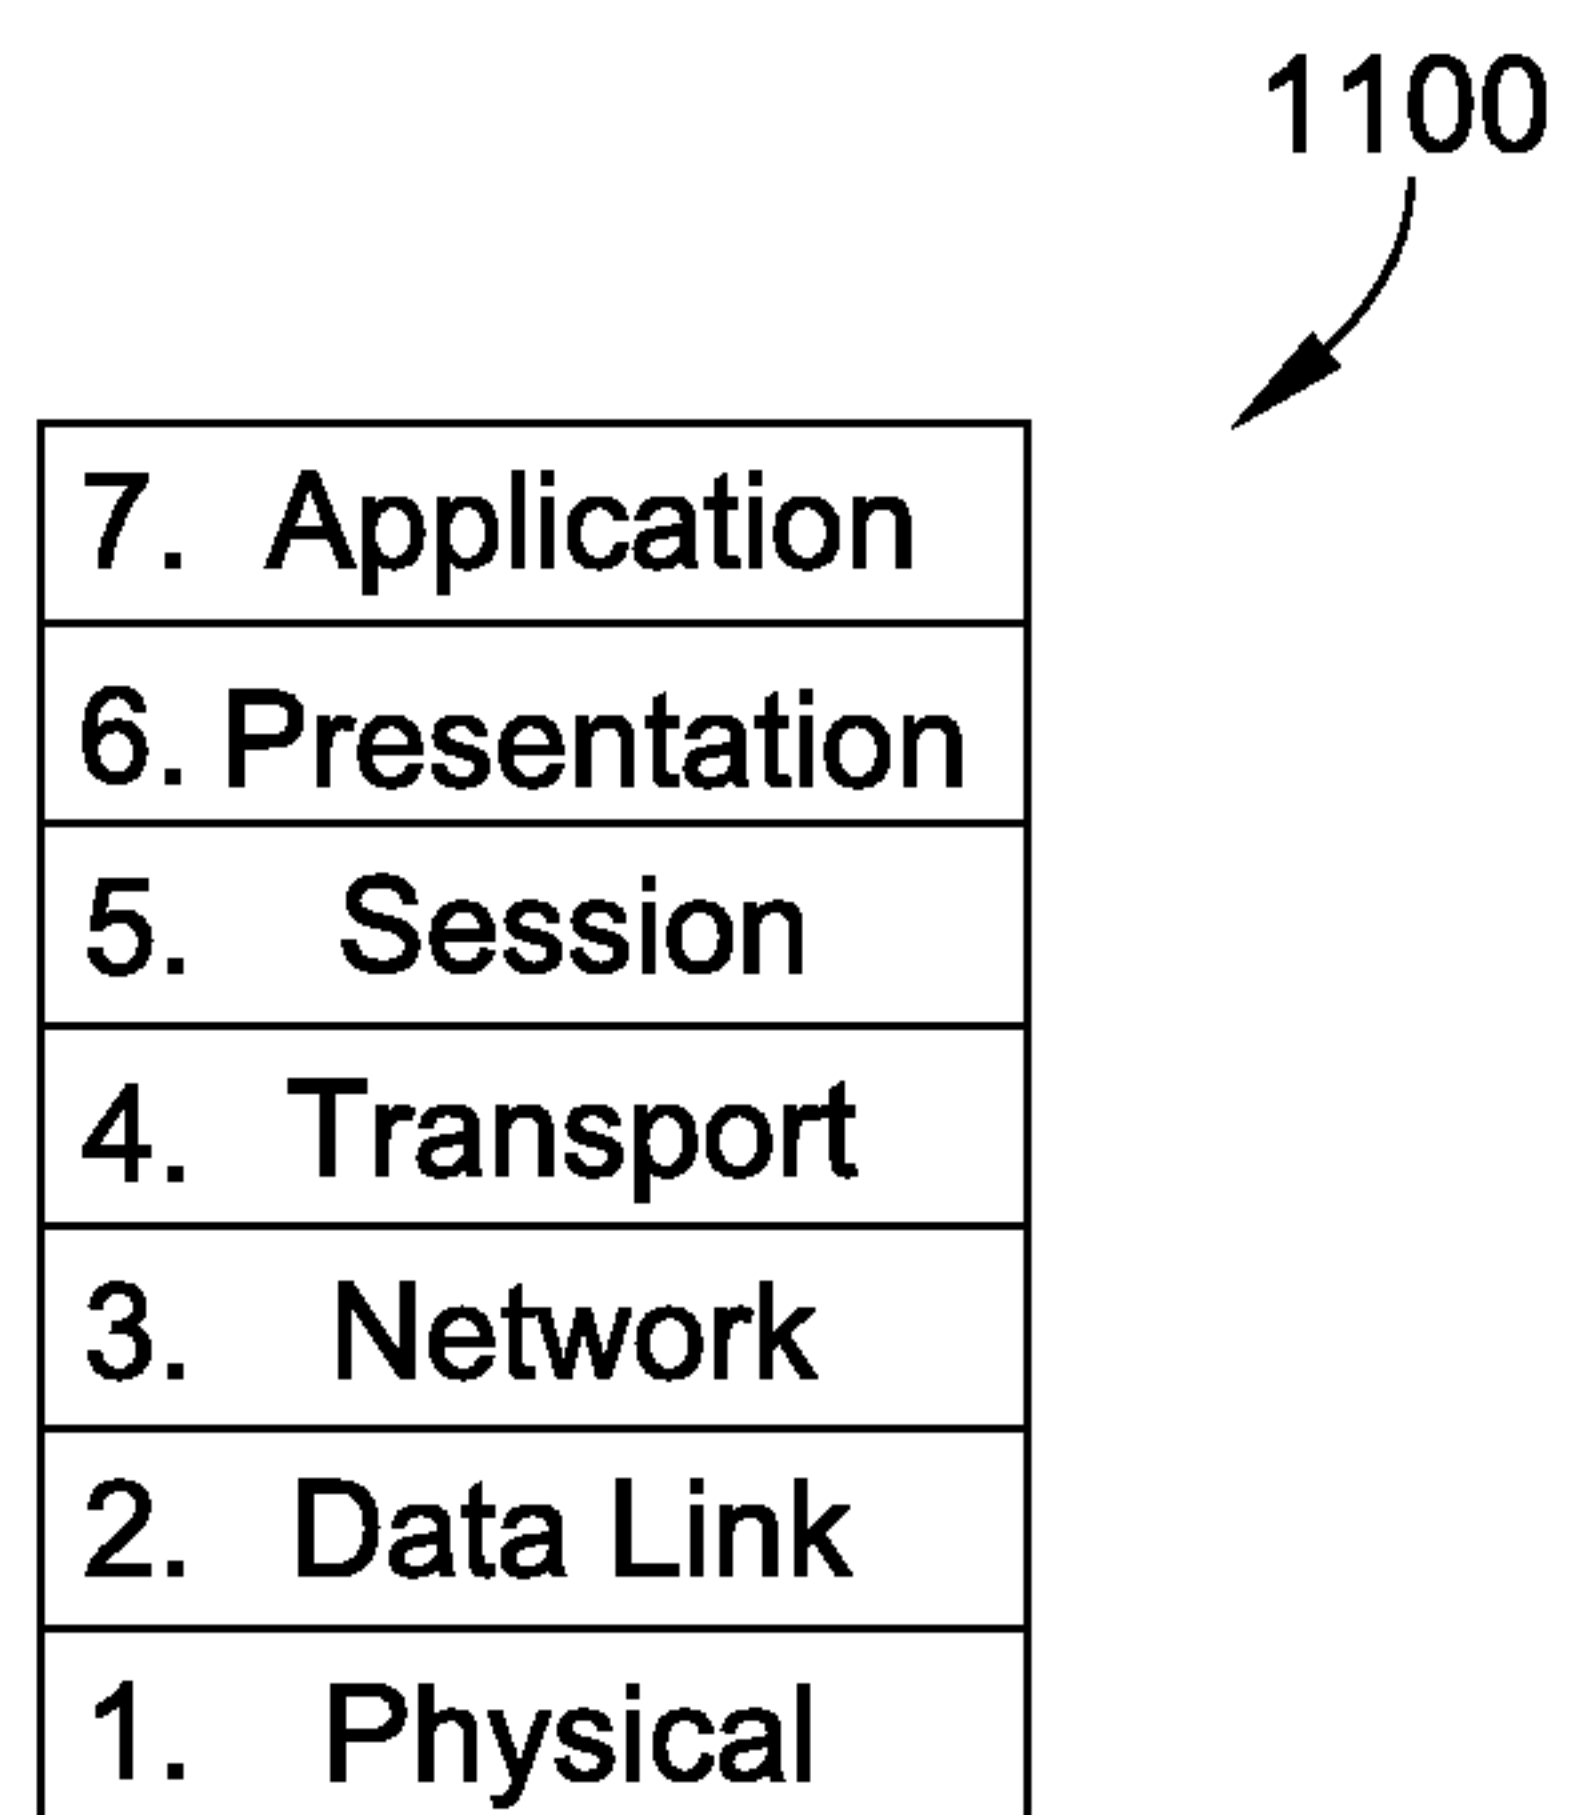 1100
7. Application
6. Presentation
5. Session
4. Transport
3. Network
2. Data Link
1. Physical